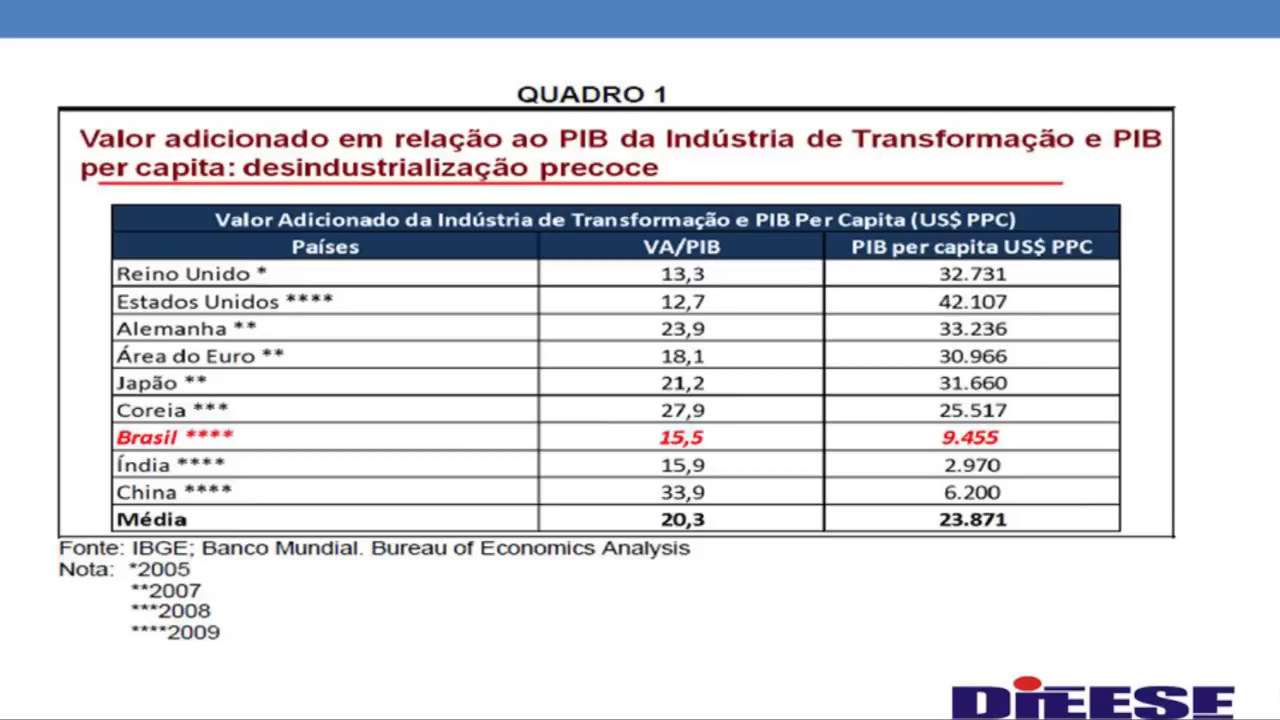 QUADRO 1
Valor adicionado em relação ao PIB da Indústria de Transformação e PIB
per capita: desindustrialização precoce
Valor Adicionado da Indústria de Transformação e PIB Per Capita (US$ PPC)
Países VA/PIB PIB per capita US$ PPC
Reino Unido * 13,3 32.731
Estados Unidos **** 12,7 42.107
Alemanha ** 23,9 33.236
Área do Euro ** 18,1 30.966
Japão ** 21,2 31.660
Coreia *** 27,9 25.517
Brasil **** 15,5 9.455
Índia **** 15,9 2.970
China **** 33,9 6.200
Média 20,3 23.871
Fonte: IBGE; Banco Mundial. Bureau of Economics Analysis
Nota: *2005
**2007
***2008
****2009
DIEESE